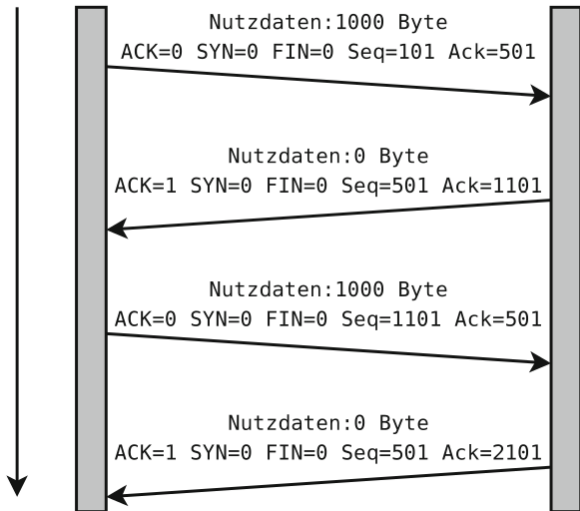 Nutzdaten:1000 Byte
ACK=0 SYN=0 FIN=0 Seq=101 Ack=501
Nutzdaten:0 Byte
ACK=1 SYN=0 FIN=0 Seq=501 Ack=1101
Nutzdaten:1000 Byte
ACK=0 SYN=0 FIN=0 Seq=1101 Ack=501
Nutzdaten:0 Byte
ACK=1 SYN=0 FIN=0 Seq=501 Ack=2101